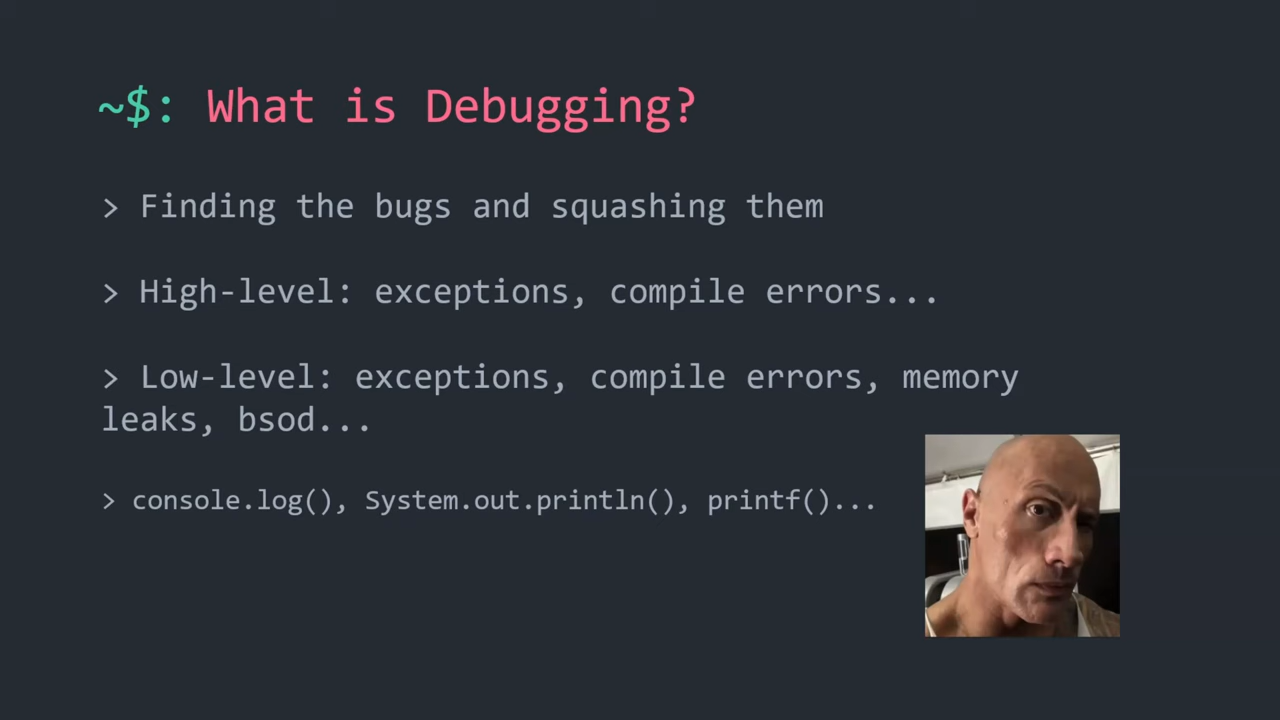 ~$: What is Debugging?
> Finding the bugs and squashing them
> High-level: exceptions, compile errors...
> Low-level: exceptions, compile errors, memory
leaks, bsod...
> console.log(), System.out.println(), printf()...